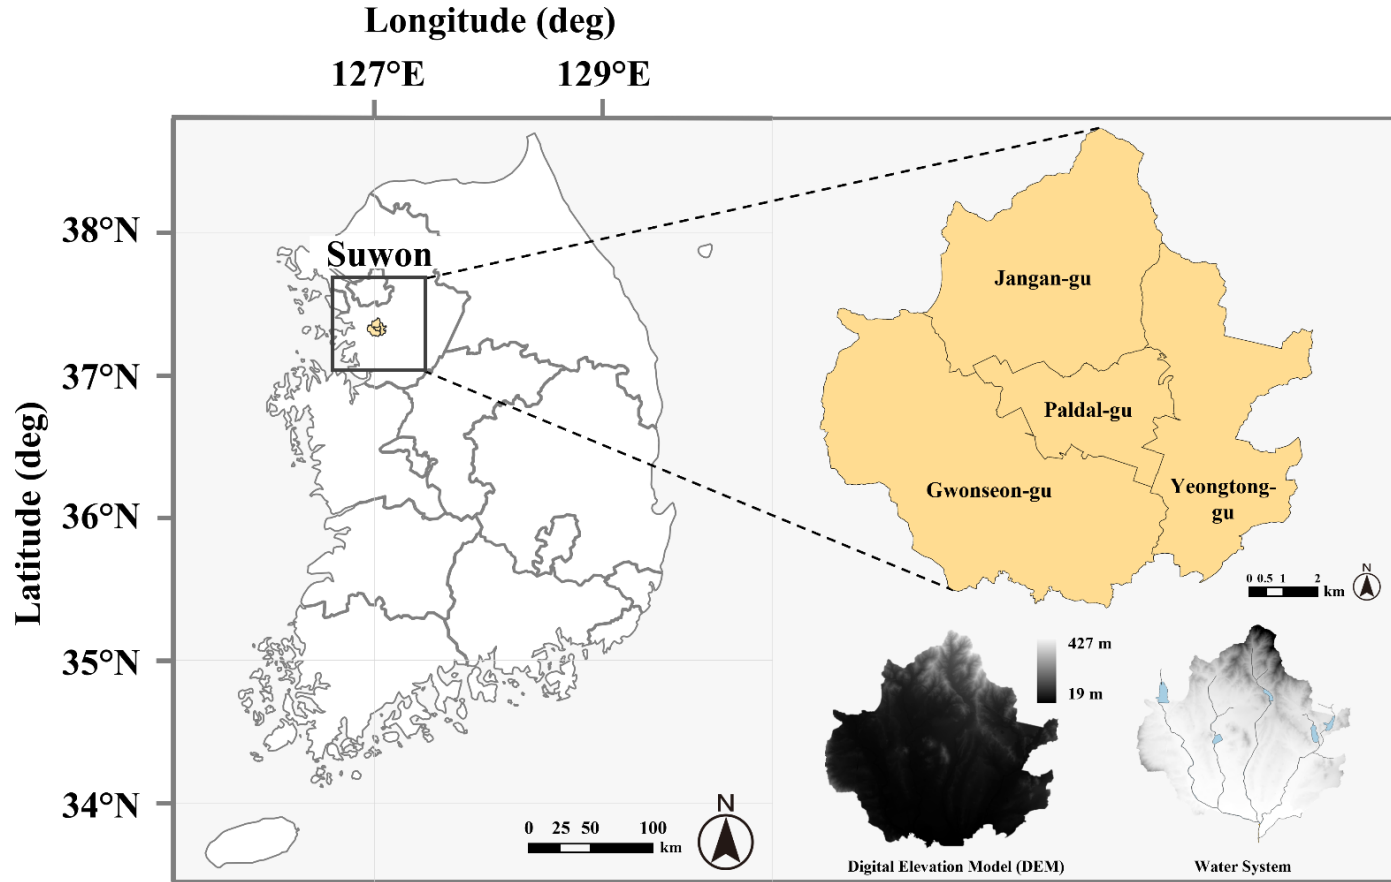 Longitude (deg)
127°E 129°E
Latitude (deg)
38°N
37°N
36°N
35°N
34°N
Suwon
N
0 25 50 100
km
Jangan-gu
Paldal-gu
Gwonseon-gu
Yeongtong-
gu
N
0 0.5 1 2
km
427 m
19 m
Digital Elevation Model (DEM)
Water System